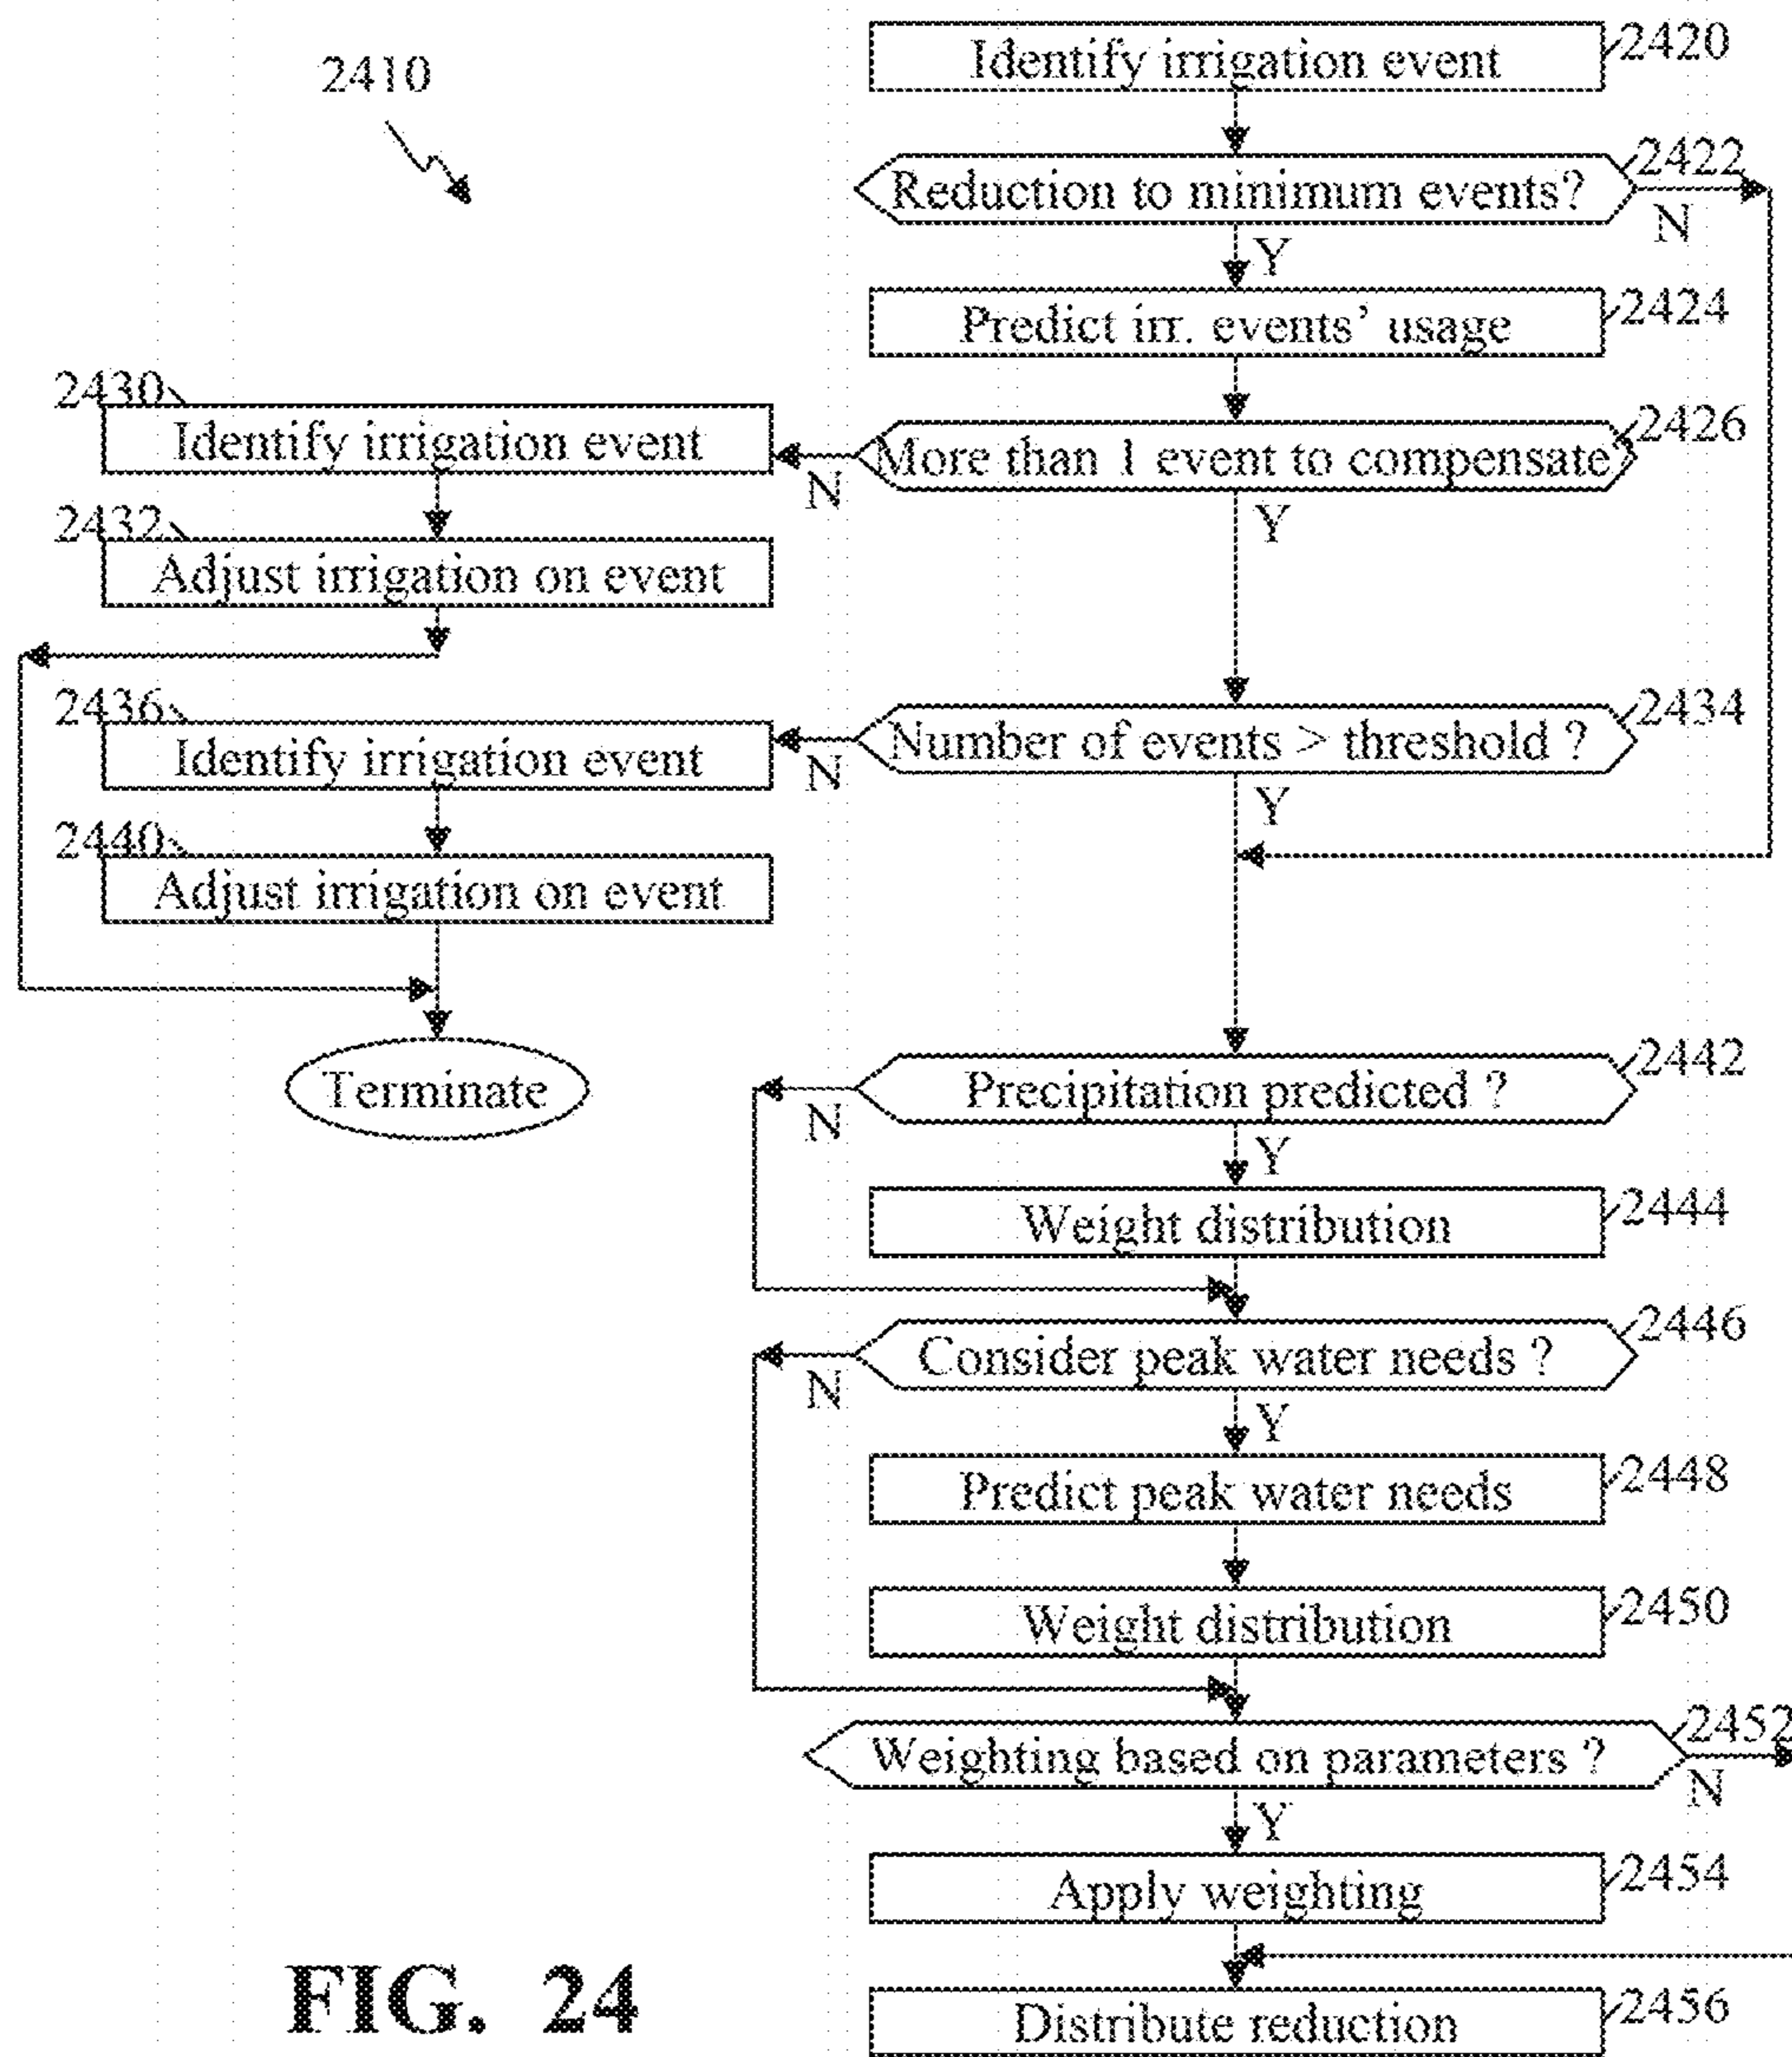 2410
Identify irrigation event
2420
Reduction to minimum events?
2422
N
Y
Predict irr. events' usage
2424
More than 1 event to compensate?
2426
N
Y
2430
Identify irrigation event
2432
Adjust irrigation on event
Number of events > threshold ?
2434
N
Y
2436
Identify irrigation event
2440
Adjust irrigation on event
Terminate
Precipitation predicted ?
2442
N
Y
Weight distribution
2444
Consider peak water needs ?
2446
N
Y
Predict peak water needs
2448
Weight distribution
2450
Weighting based on parameters ?
2452
N
Y
Apply weighting
2454
Distribute reduction
2456
FIG. 24